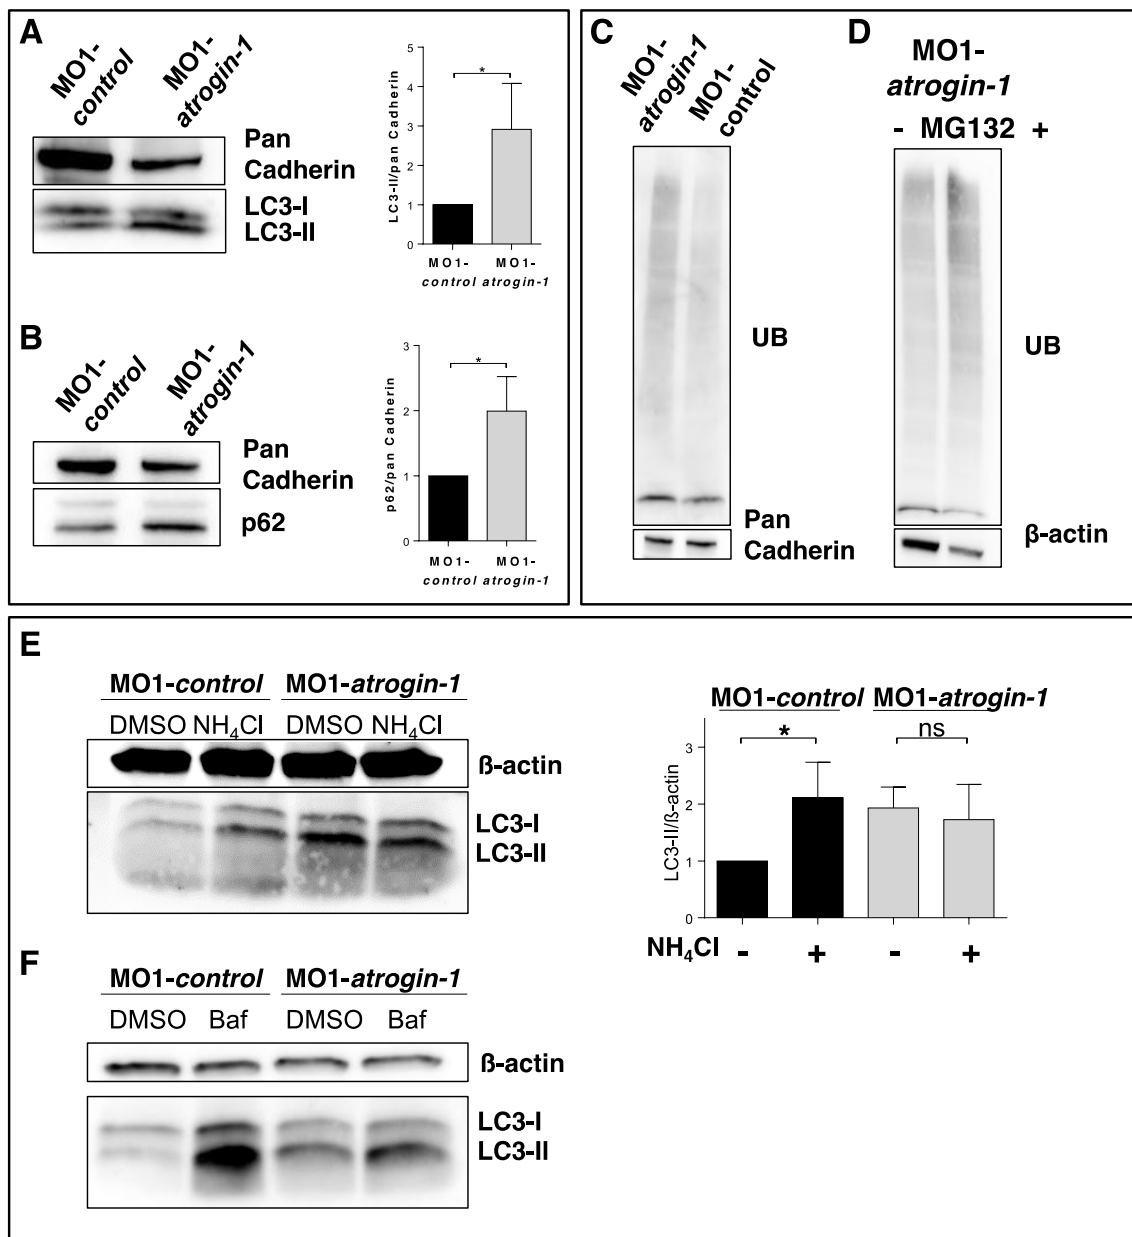 A
MO1-
control
MO1-
atrogin-1
Pan
Cadherin
LC3-I
LC3-II
LC3-II/pan Cadherin
5
4
3
2
1
0
*
MO1-
control
MO1-
atrogin-1
B
MO1-
control
MO1-
atrogin-1
Pan
Cadherin
p62
p62/pan Cadherin
3
2
1
0
*
MO1-
control
MO1-
atrogin-1
C
MO1-
atrogin-1
MO1-
control
UB
Pan
Cadherin
D
MO1-
atrogin-1
- MG132 +
UB
ß-actin
E
MO1-control MO1-atrogin-1
DMSO NH₄Cl DMSO NH₄Cl
ß-actin
LC3-I
LC3-II
MO1-control MO1-atrogin-1
LC3-II/ß-actin
3
2
1
0
* ns
NH₄Cl - + - +
F
MO1-control MO1-atrogin-1
DMSO Baf DMSO Baf
ß-actin
LC3-I
LC3-II